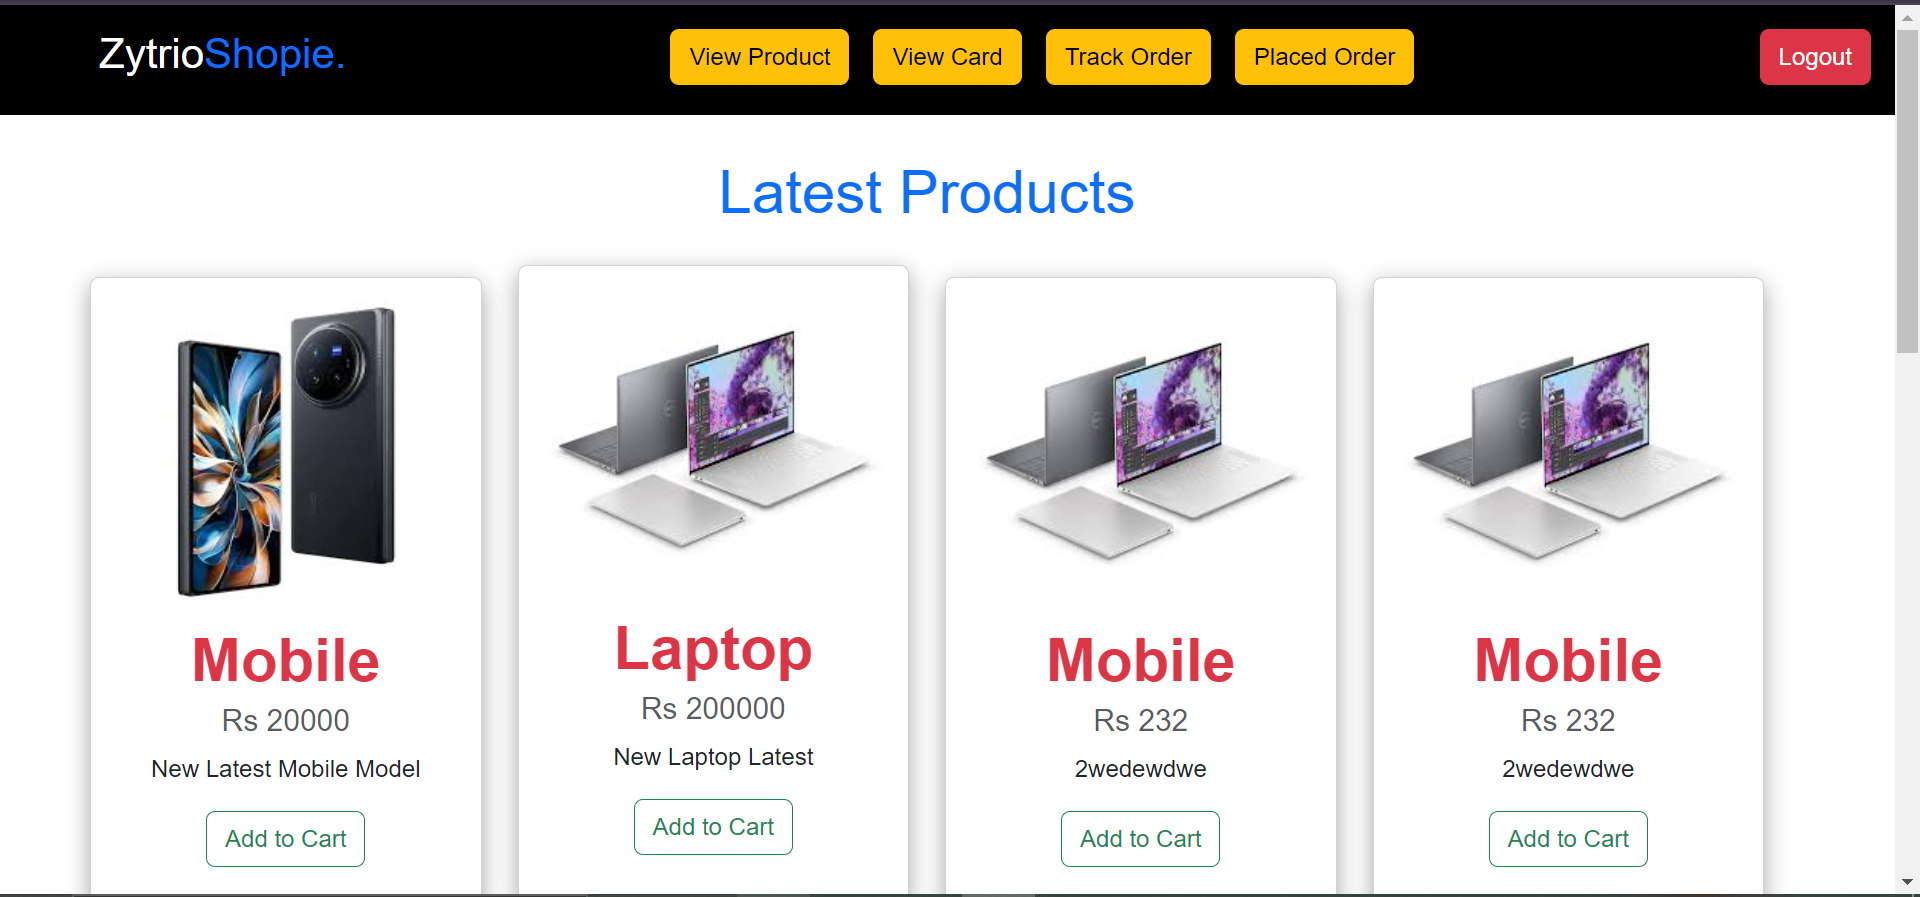 ZytrioShopie.
View Product
View Card
Track Order
Placed Order
Logout
Latest Products
Mobile
Rs 20000
New Latest Mobile Model
Add to Cart
Laptop
Rs 200000
New Laptop Latest
Add to Cart
Mobile
Rs 232
2wedewdwe
Add to Cart
Mobile
Rs 232
2wedewdwe
Add to Cart